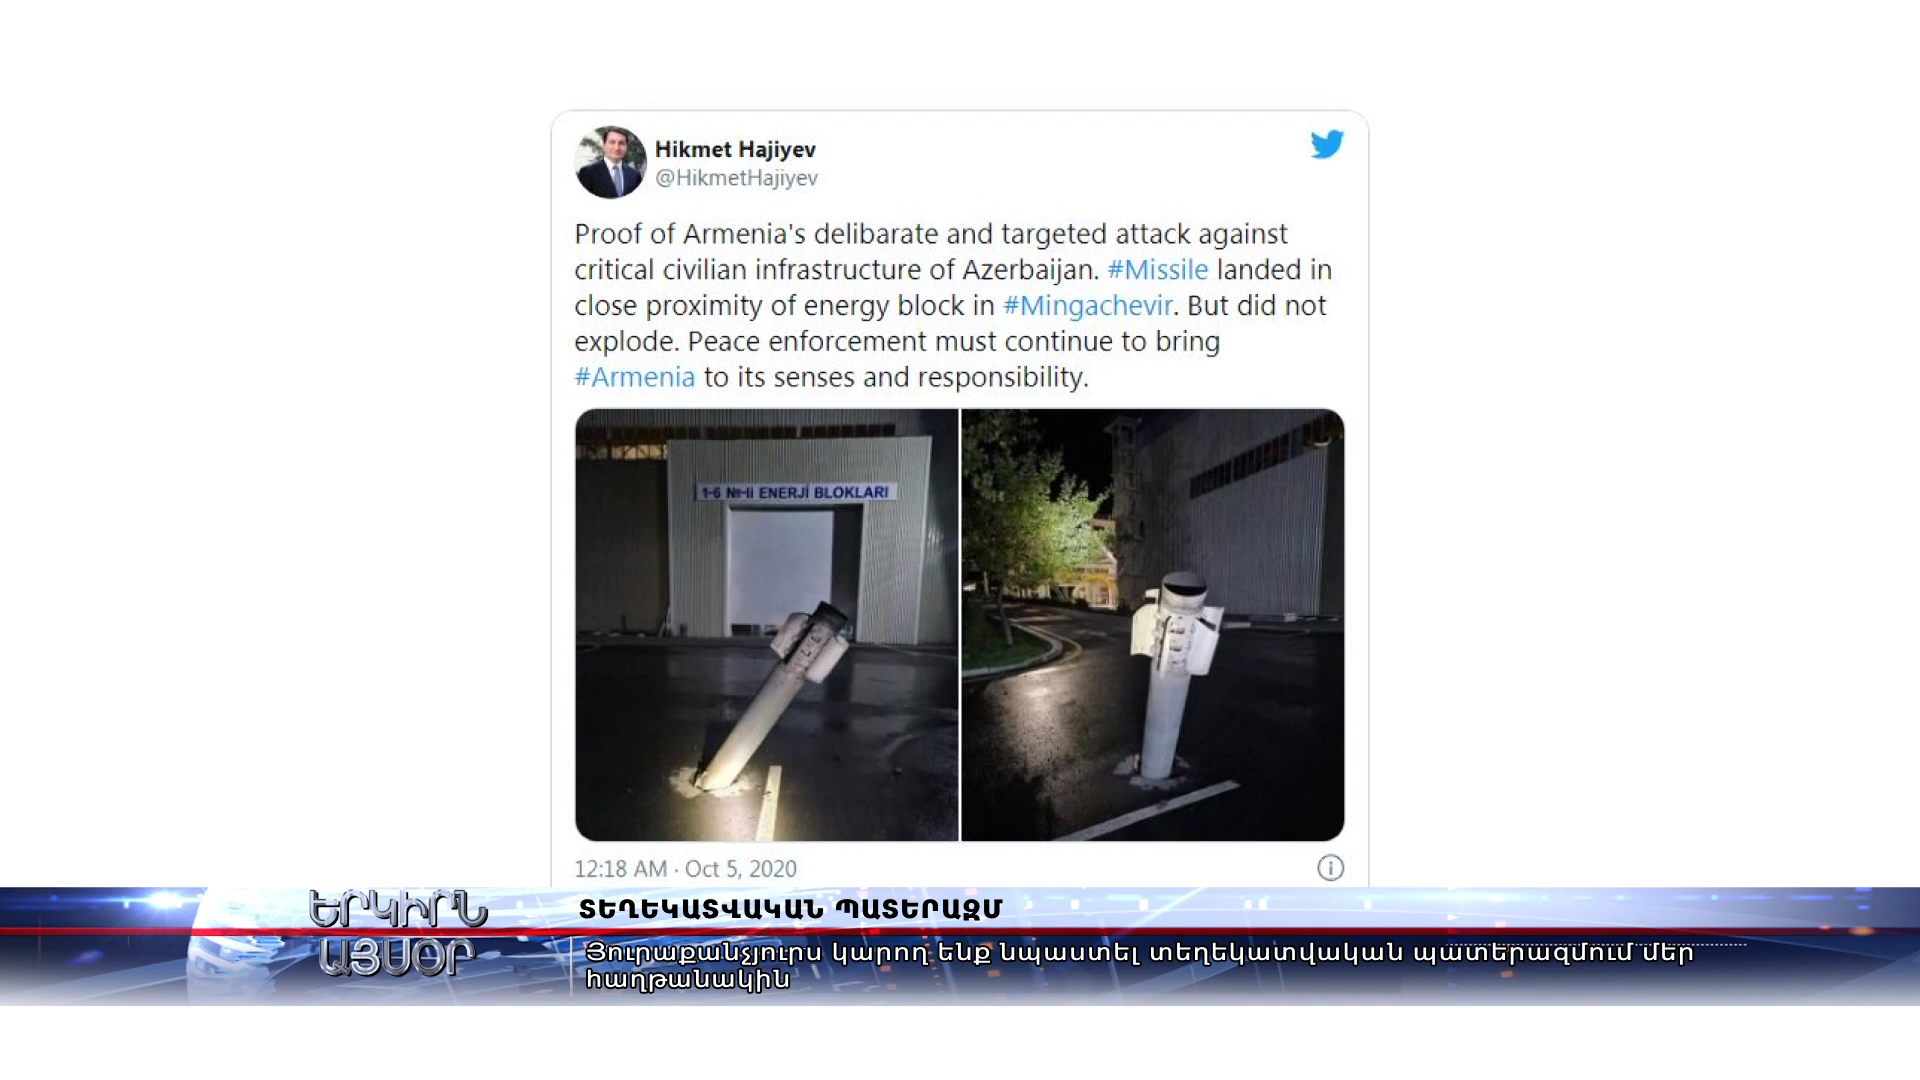 Hikmet Hajiyev
@HikmetHajiyev
Proof of Armenia's delibarate and targeted attack against
critical civilian infrastructure of Azerbaijan. #Missile landed in
close proximity of energy block in #Mingachevir. But did not
explode. Peace enforcement must continue to bring
#Armenia to its senses and responsibility.
1-6 №-li ENERJİ BLOKLARI
12:18 AM · Oct 5, 2020
ԵՐԿԻՐՆ
ԱՅՍՕՐ
ՏԵՂԵԿԱՏՎԱԿԱՆ ՊԱՏԵՐԱԶՄ
Յուրաքանչյուրս կարող ենք նպաստել տեղեկատվական պատերազմում մեր
հաղթանակին